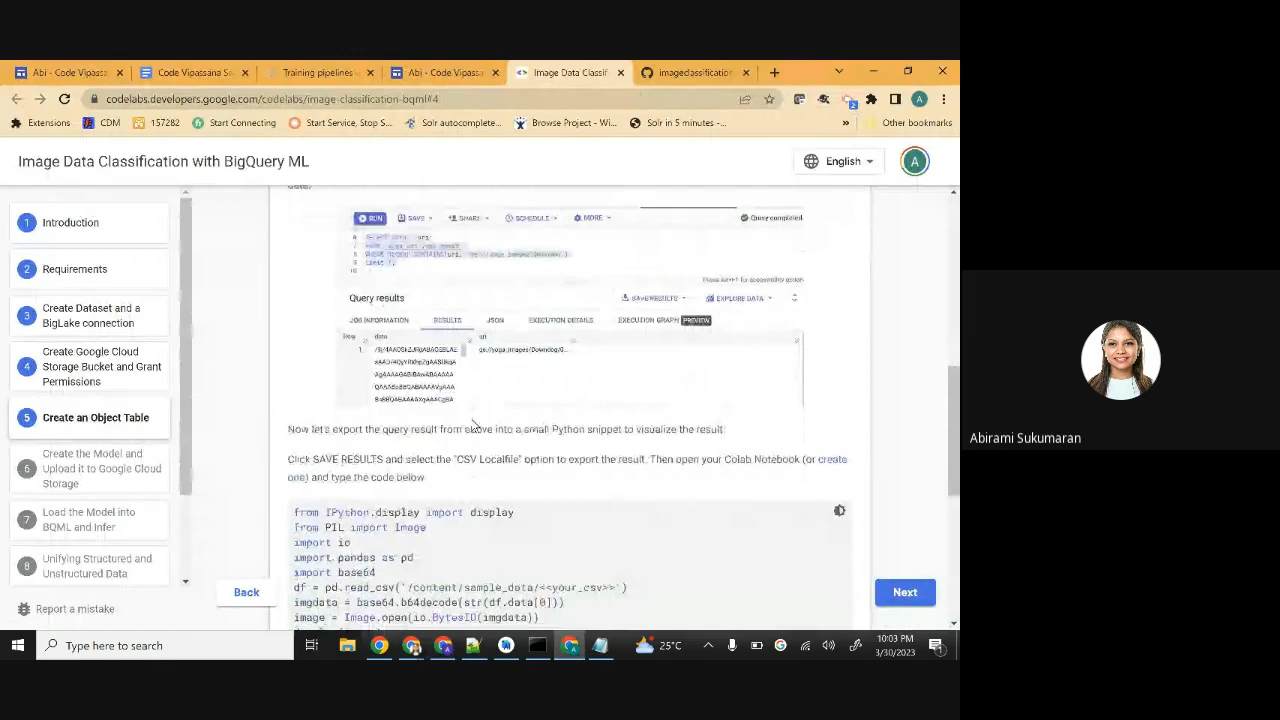 Abi - Code Vipassa
Code Vipassana Se
Training pipelines
Abi - Code Vipassa
Image Data Classif
imageclassification
codelabs.developers.google.com/codelabs/image-classification-bqml#4
Extensions
CDM
157282
Start Connecting
Start Service, Stop S...
Solr autocomplete...
Browse Project - Wi...
Solr in 5 minutes -...
Other bookmarks
Image Data Classification with BigQuery ML
English
A
1 Introduction
2 Requirements
3 Create Dataset and a
BigLake connection
4 Create Google Cloud
Storage Bucket and Grant
Permissions
5 Create an Object Table
6 Create the Model and
Upload it to Google Cloud
Storage
7 Load the Model into
BQML and Infer
8 Unifying Structured and
Unstructured Data
Report a mistake
RUN
SAVE
SHARE
SCHEDULE
MORE
Query completed
Query results
SAVE RESULTS
EXPLORE DATA
JOB INFORMATION
RESULTS
JSON
EXECUTION DETAILS
EXECUTION GRAPH PREVIEW
Row data uri
1
Now let's export the query result from above into a small Python snippet to visualize the result
Click SAVE RESULTS and select the "CSV Localfile" option to export the result. Then open your Colab Notebook (or create
one) and type the code below
from IPython.display import display
from PIL import Image
import io
import pandas as pd
import base64
df = pd.read_csv('/content/sample_data/<<your_csv>>')
imgdata = base64.b64decode(str(df.data[0]))
image = Image.open(io.BytesIO(imgdata))
Back
Next
Type here to search
25°C
10:03 PM
3/30/2023
Abirami Sukumaran